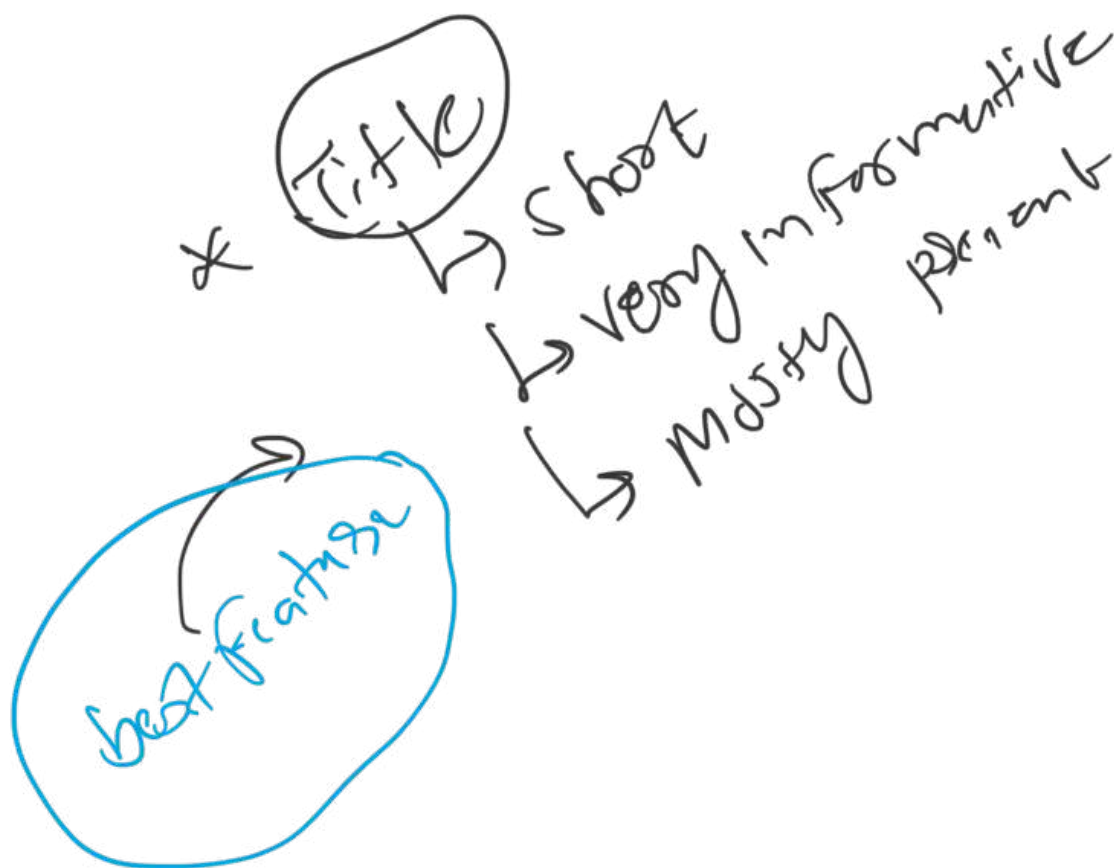 * Title
↳ short
↳ very informative
↳ Mostly present
best feature